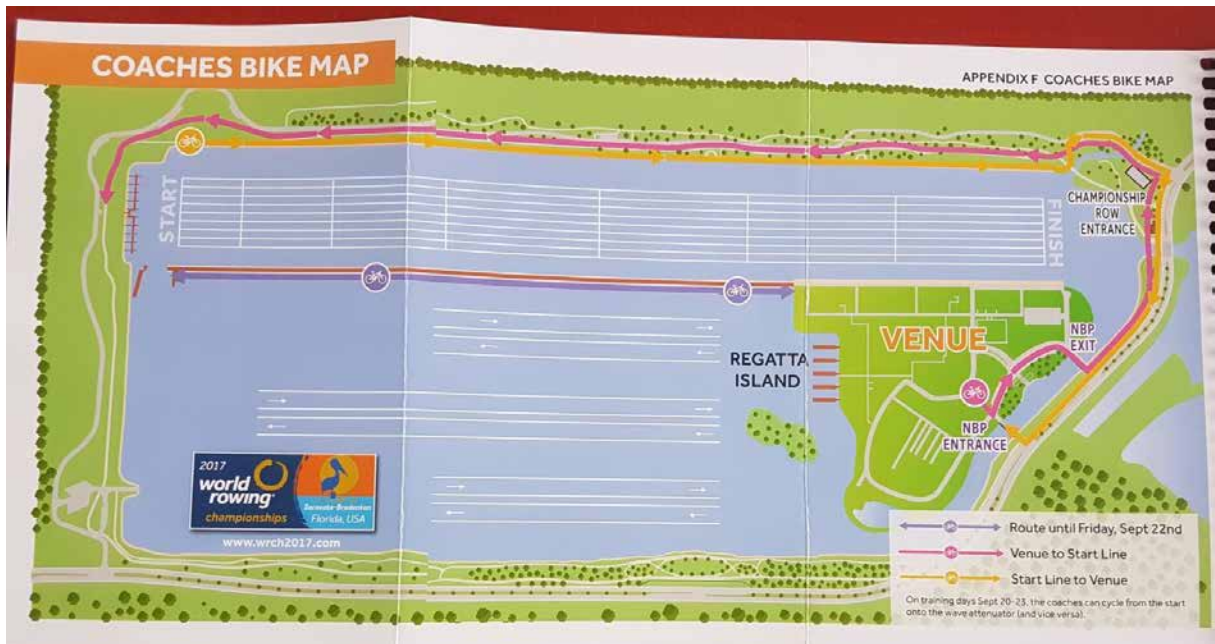 COACHES BIKE MAP
APPENDIX F COACHES BIKE MAP
START
FINISH
CHAMPIONSHIP
ROW
ENTRANCE
VENUE
NBP
EXIT
REGATTA
ISLAND
NBP
ENTRANCE
2017
world
rowing
championships
Sarasota-Bradenton
Florida, USA
www.wrch2017.com
Route until Friday, Sept 22nd
Venue to Start Line
Start Line to Venue
On training days Sept 20-23, the coaches can cycle from the start
onto the wave attenuator (and vice versa).